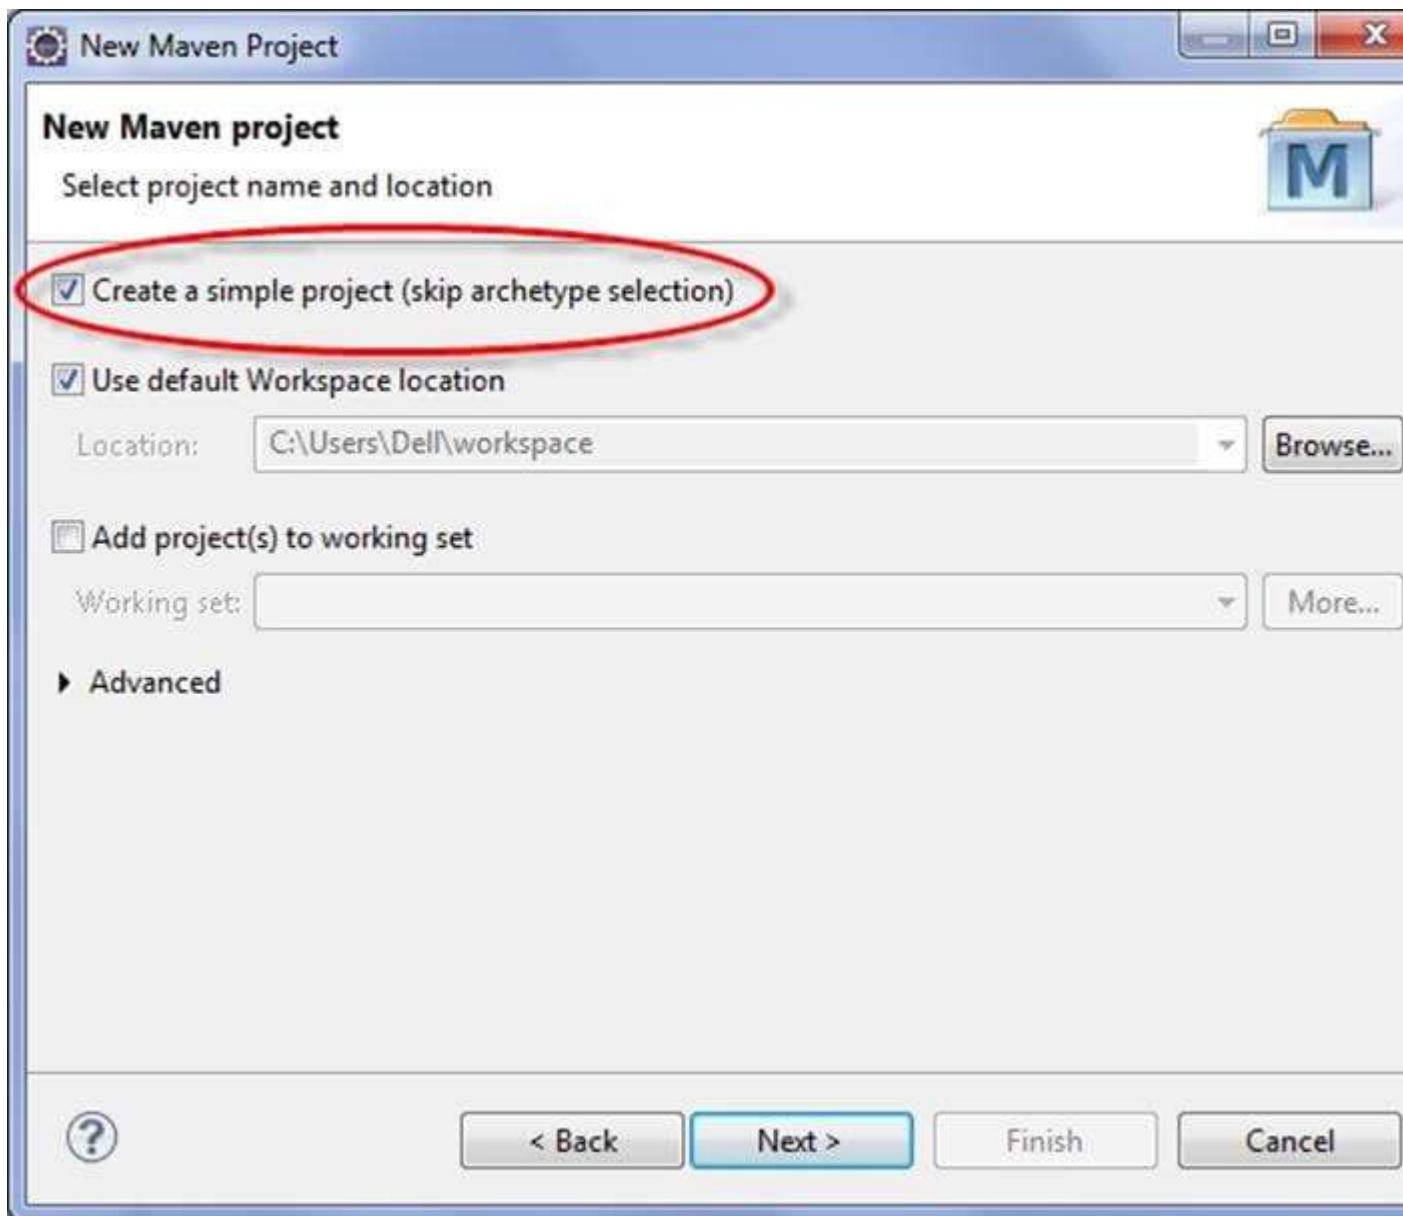 New Maven Project
New Maven project
Select project name and location
M
Create a simple project (skip archetype selection)
Use default Workspace location
Location: C:\Users\Dell\workspace Browse...
Add project(s) to working set
Working set: More...
Advanced
? < Back Next > Finish Cancel